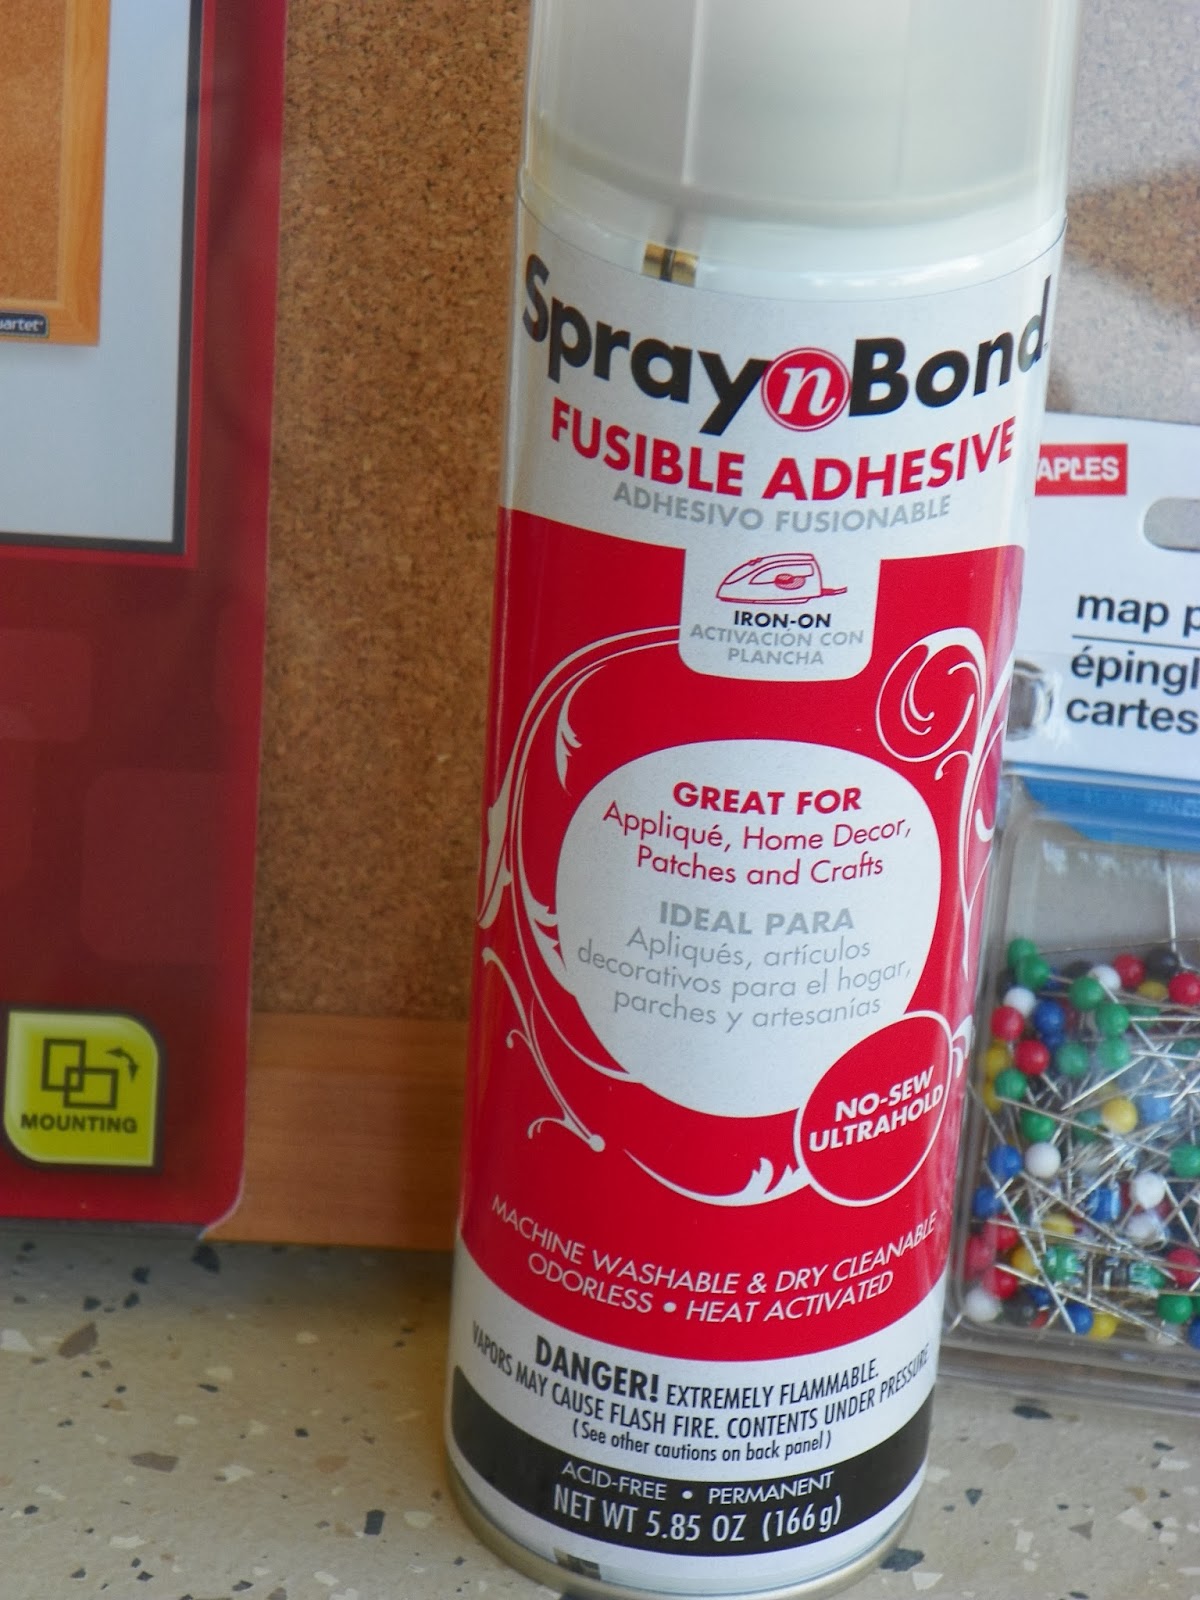 Spray n Bond
FUSIBLE ADHESIVE
ADHESIVO FUSIONABLE
IRON-ON
ACTIVACIÓN CON
PLANCHA
GREAT FOR
Appliqué, Home Decor,
Patches and Crafts
IDEAL PARA
Apliqués, artículos
decorativos para el hogar,
parches y artesanías
NO-SEW
ULTRAHOLD
MACHINE WASHABLE & DRY CLEANABLE
ODORLESS • HEAT ACTIVATED
DANGER! EXTREMELY FLAMMABLE.
VAPORS MAY CAUSE FLASH FIRE. CONTENTS UNDER PRESSURE
(See other cautions on back panel)
ACID-FREE • PERMANENT
NET WT 5.85 OZ (166g)
uartet
MOUNTING
APLES
map p
épingl
cartes